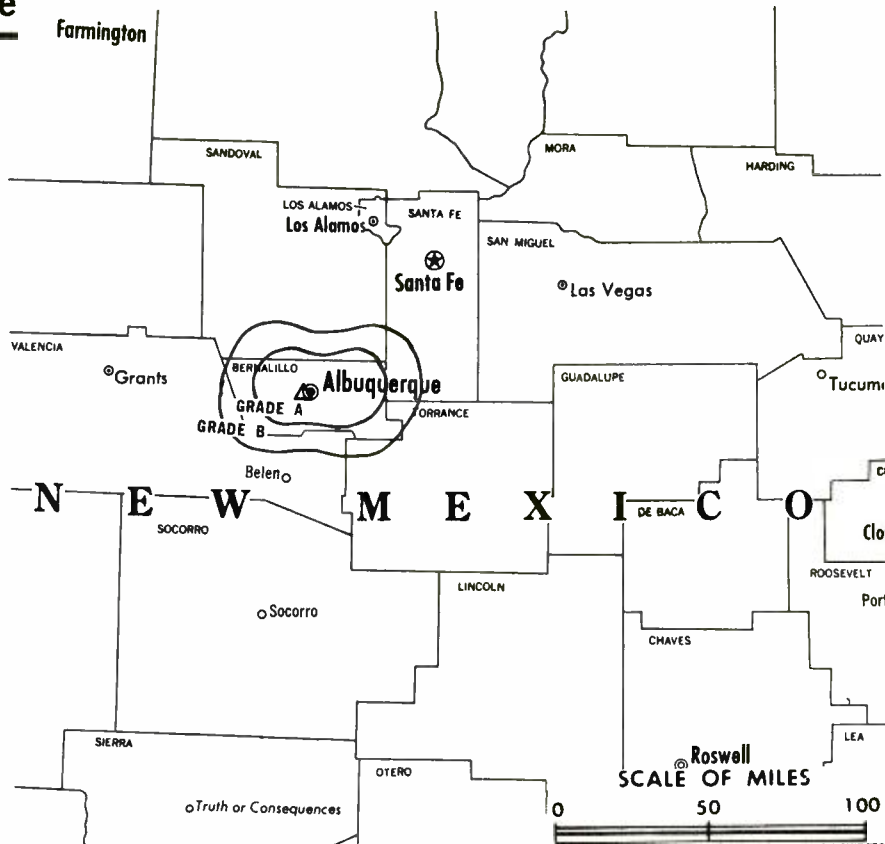 e
Farmington
SANDOVAL
MORA
HARDING
LOS ALAMOS
Los Alamos
SANTA FE
SAN MIGUEL
Santa Fe
Las Vegas
VALENCIA
QUAY
Grants
BERNALILLO
GUADALUPE
Albuquerque
GRADE A
GRADE B
Belen
NEW MEXICO
DE BACA
SOCORRO
ROOSEVELT
LINCOLN
Socorro
CHAVES
SIERRA
LEA
OTERO
Roswell
SCALE OF MILES
Truth or Consequences
0 50 100